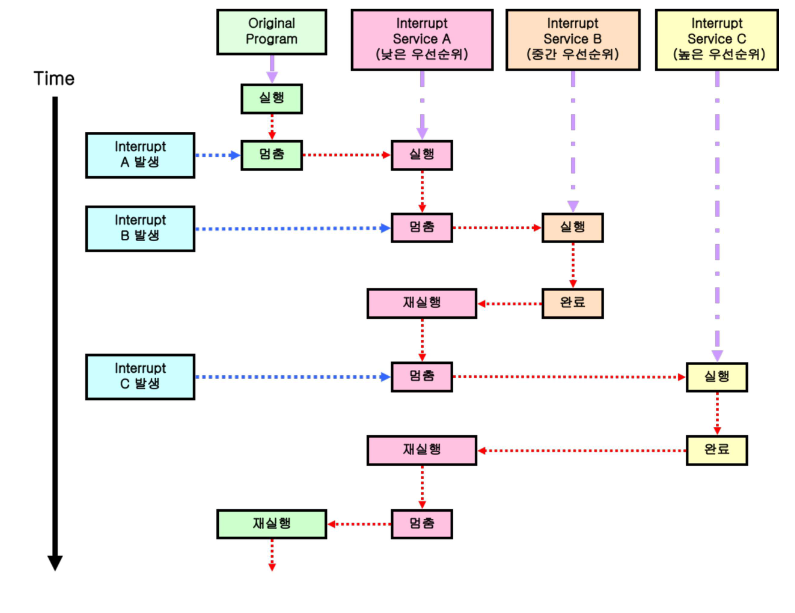 Original
Program
Interrupt
Service A
(낮은 우선순위)
Interrupt
Service B
(중간 우선순위)
Interrupt
Service C
(높은 우선순위)
Time
실행
Interrupt
A 발생
멈춤
실행
Interrupt
B 발생
멈춤
실행
재실행
완료
Interrupt
C 발생
멈춤
실행
재실행
완료
재실행
멈춤